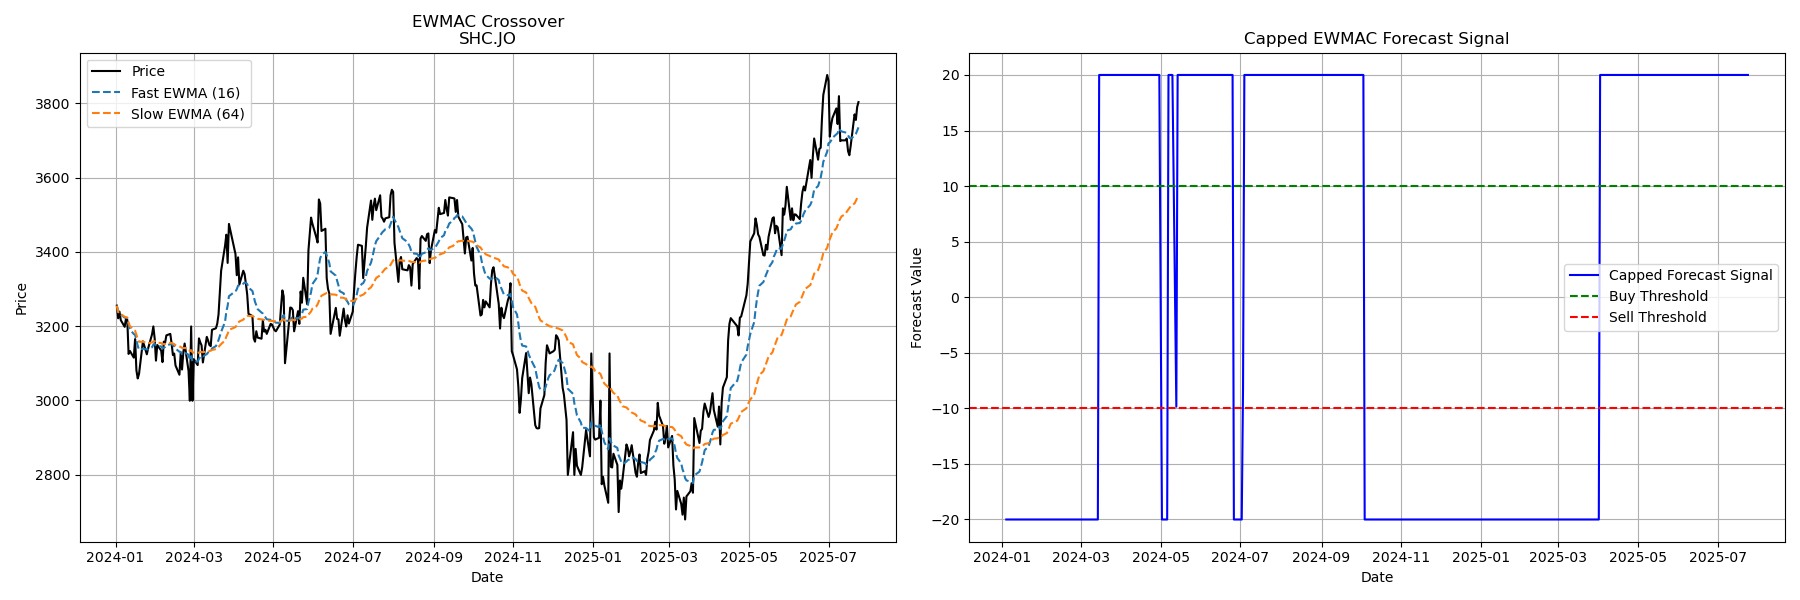 EWMAC Crossover
SHC.JO
Price
Fast EWMA (16)
Slow EWMA (64)
3800
3600
3400
3200
3000
2800
Price
2024-01
2024-03
2024-05
2024-07
2024-09
2024-11
2025-01
2025-03
2025-05
2025-07
Date
Capped EWMAC Forecast Signal
20
15
10
5
0
−5
−10
−15
−20
Forecast Value
Capped Forecast Signal
Buy Threshold
Sell Threshold
2024-01
2024-03
2024-05
2024-07
2024-09
2024-11
2025-01
2025-03
2025-05
2025-07
Date